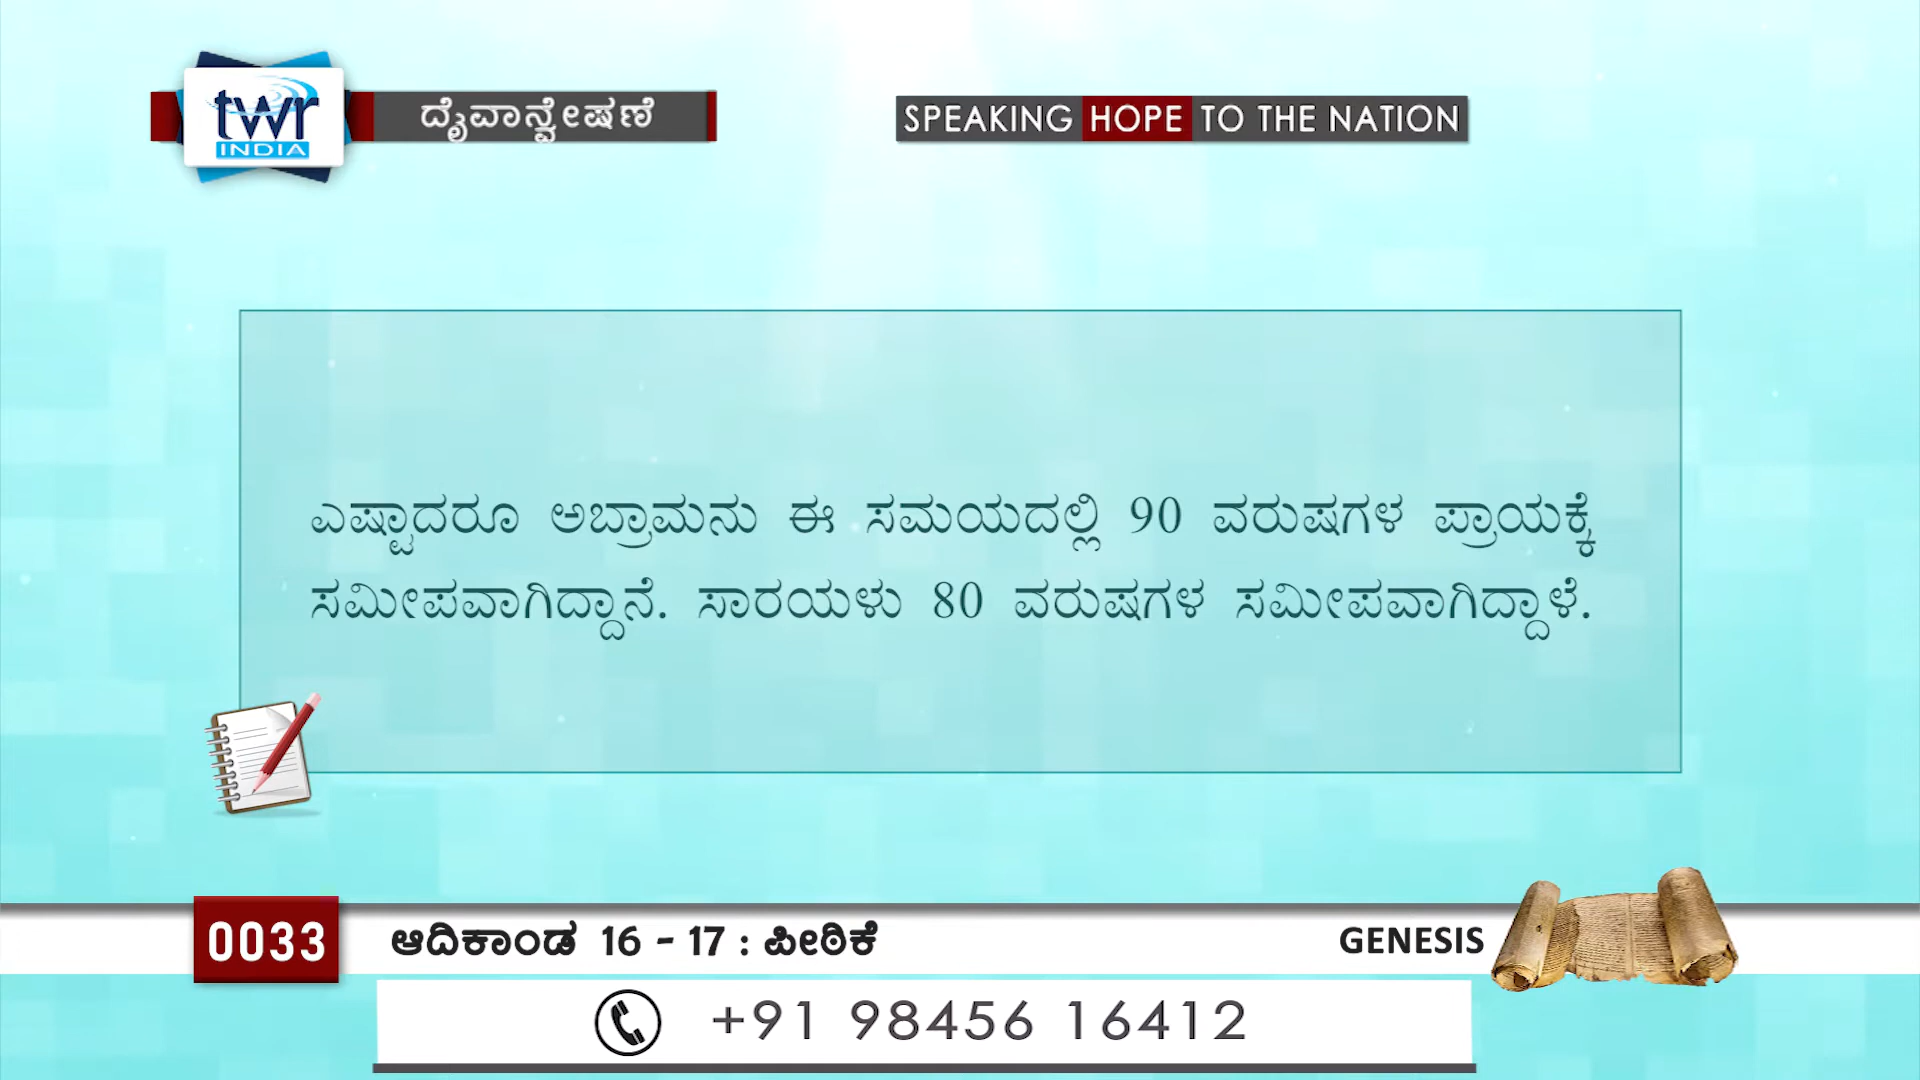 twr
INDIA
ದೈವಾನ್ವೇಷಣೆ
SPEAKING HOPE TO THE NATION
ಎಷ್ಟಾದರೂ ಅಬ್ರಾಮನು ಈ ಸಮಯದಲ್ಲಿ 90 ವರುಷಗಳ ಪ್ರಾಯಕ್ಕೆ
ಸಮೀಪವಾಗಿದ್ದಾನೆ. ಸಾರಯಳು 80 ವರುಷಗಳ ಸಮೀಪವಾಗಿದ್ದಾಳೆ.
0033 ಆದಿಕಾಂಡ 16 - 17 : ಪೀಠಿಕೆ GENESIS
+91 98456 16412